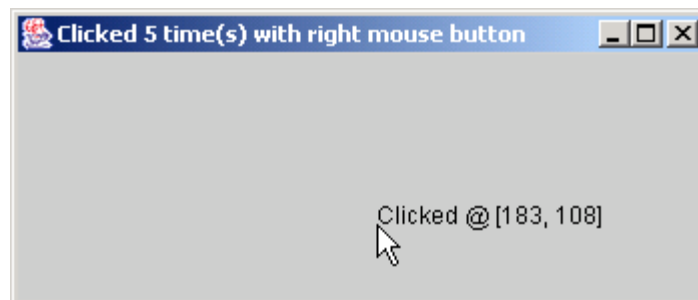 Clicked 5 time(s) with right mouse button
Clicked @ [183, 108]